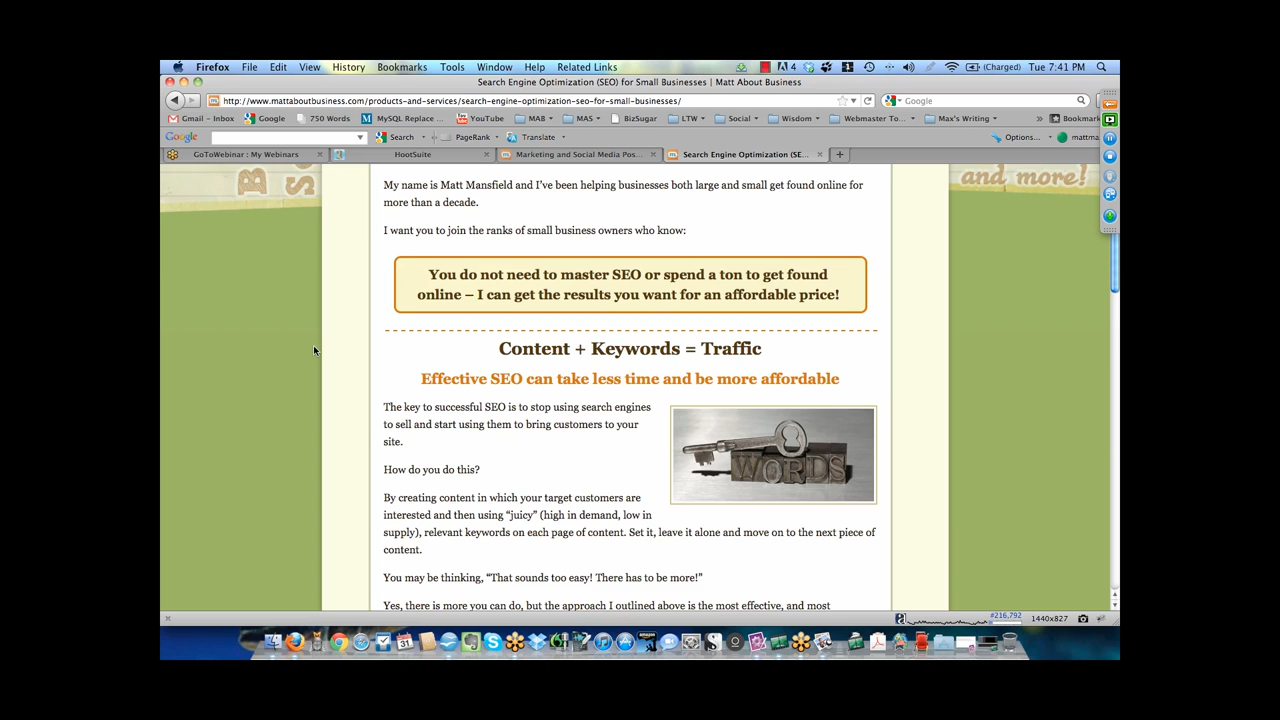 Firefox File Edit View History Bookmarks Tools Window Help Related Links 4 (Charged) Tue 7:41 PM
Search Engine Optimization (SEO) for Small Businesses | Matt About Business
http://www.mattaboutbusiness.com/products-and-services/search-engine-optimization-seo-for-small-businesses/ Google
Gmail - Inbox Google 750 Words MySQL Replace ... YouTube MAB MAS BizSugar LTW Social Wisdom Webmaster To... Max's Writing » Bookmark
Google Search PageRank Translate Options... mattma
GoToWebinar : My Webinars HootSuite Marketing and Social Media Pos... Search Engine Optimization (SE...
and more!
My name is Matt Mansfield and I've been helping businesses both large and small get found online for
more than a decade.
I want you to join the ranks of small business owners who know:
You do not need to master SEO or spend a ton to get found
online – I can get the results you want for an affordable price!
Content + Keywords = Traffic
Effective SEO can take less time and be more affordable
The key to successful SEO is to stop using search engines
to sell and start using them to bring customers to your
site.
WORDS
How do you do this?
By creating content in which your target customers are
interested and then using “juicy” (high in demand, low in
supply), relevant keywords on each page of content. Set it, leave it alone and move on to the next piece of
content.
You may be thinking, “That sounds too easy! There has to be more!”
Yes, there is more you can do, but the approach I outlined above is the most effective, and most
#216,792 1440x827